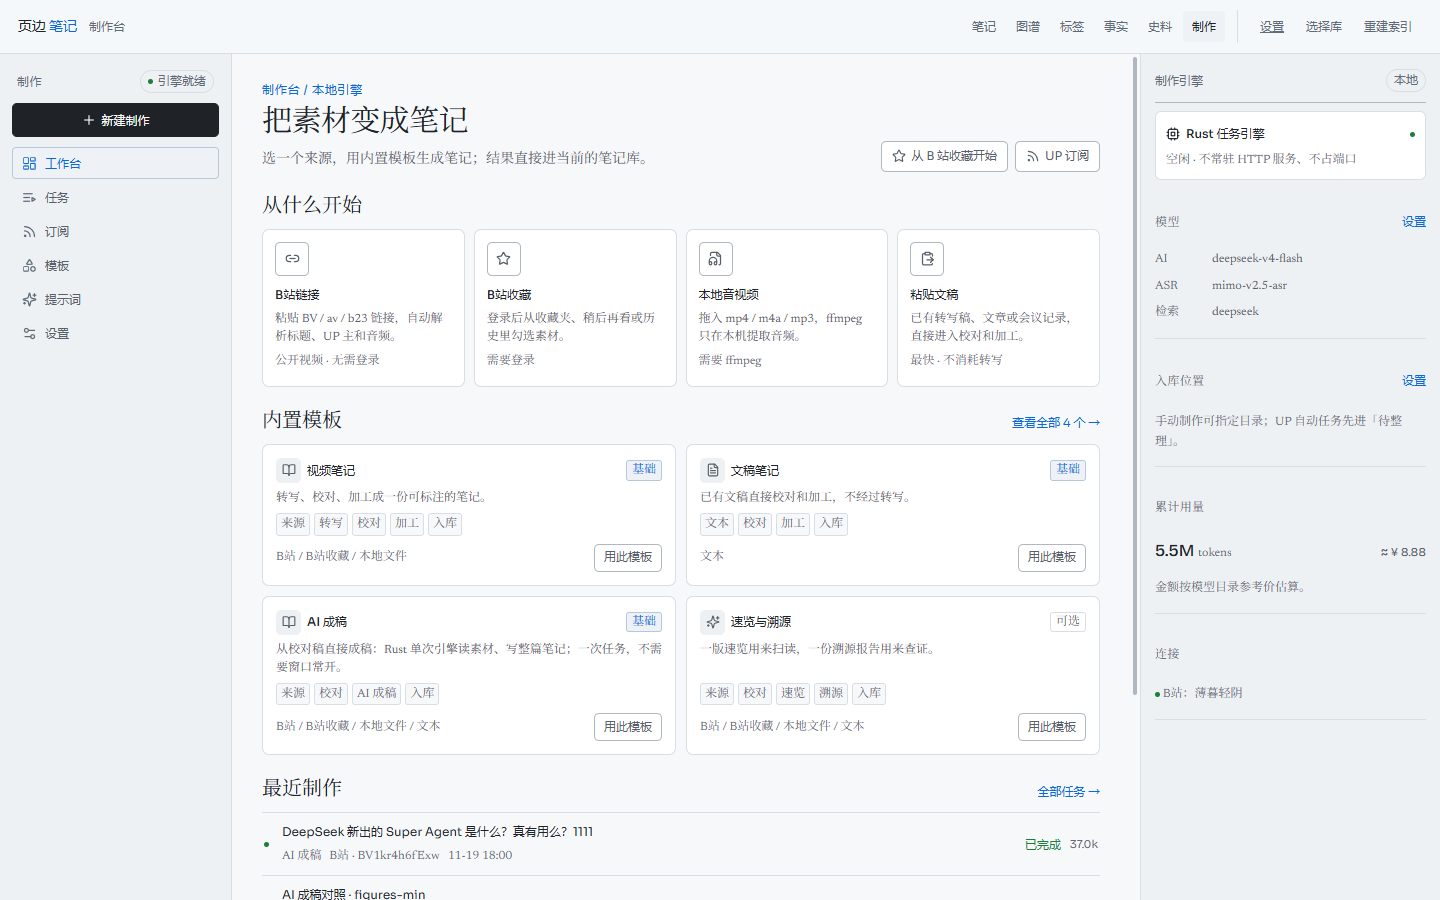 页边 笔记 制作台
笔记 图谱 标签 事实 史料 制作 设置 选择库 重建索引
制作 引擎就绪
新建制作
工作台
任务
订阅
模板
提示词
设置
制作台 / 本地引擎
把素材变成笔记
选一个来源，用内置模板生成笔记；结果直接进当前的笔记库。
从 B 站收藏开始 UP 订阅
从什么开始
B站链接
粘贴 BV / av / b23 链接，自动解
析标题、UP 主和音频。
公开视频 · 无需登录
B站收藏
登录后从收藏夹、稍后再看或历
史里勾选素材。
需要登录
本地音视频
拖入 mp4 / m4a / mp3，ffmpeg
只在本机提取音频。
需要 ffmpeg
粘贴文稿
已有转写稿、文章或会议记录，
直接进入校对和加工。
最快 · 不消耗转写
内置模板 查看全部 4 个 →
视频笔记 基础
转写、校对、加工成一份可标注的笔记。
来源 转写 校对 加工 入库
B站 / B站收藏 / 本地文件 用此模板
文稿笔记 基础
已有文稿直接校对和加工，不经过转写。
文本 校对 加工 入库
文本 用此模板
AI 成稿 基础
从校对稿直接成稿：Rust 单次引擎读素材、写整篇笔记；一次任务，不需
要窗口常开。
来源 校对 AI 成稿 入库
B站 / B站收藏 / 本地文件 / 文本 用此模板
速览与溯源 可选
一版速览用来扫读，一份溯源报告用来查证。
来源 校对 速览 溯源 入库
B站 / B站收藏 / 本地文件 / 文本 用此模板
最近制作 全部任务 →
DeepSeek 新出的 Super Agent 是什么？真有用么？1111
AI 成稿 B站 · BV1kr4h6fExw 11-19 18:00
已完成 37.0k
AI 成稿对照 · figures-min
制作引擎 本地
Rust 任务引擎
空闲 · 不常驻 HTTP 服务、不占端口
模型 设置
AI deepseek-v4-flash
ASR mimo-v2.5-asr
检索 deepseek
入库位置 设置
手动制作可指定目录；UP 自动任务先进「待整
理」。
累计用量
5.5M tokens ≈ ¥ 8.88
金额按模型目录参考价估算。
连接
B站：薄暮轻阴